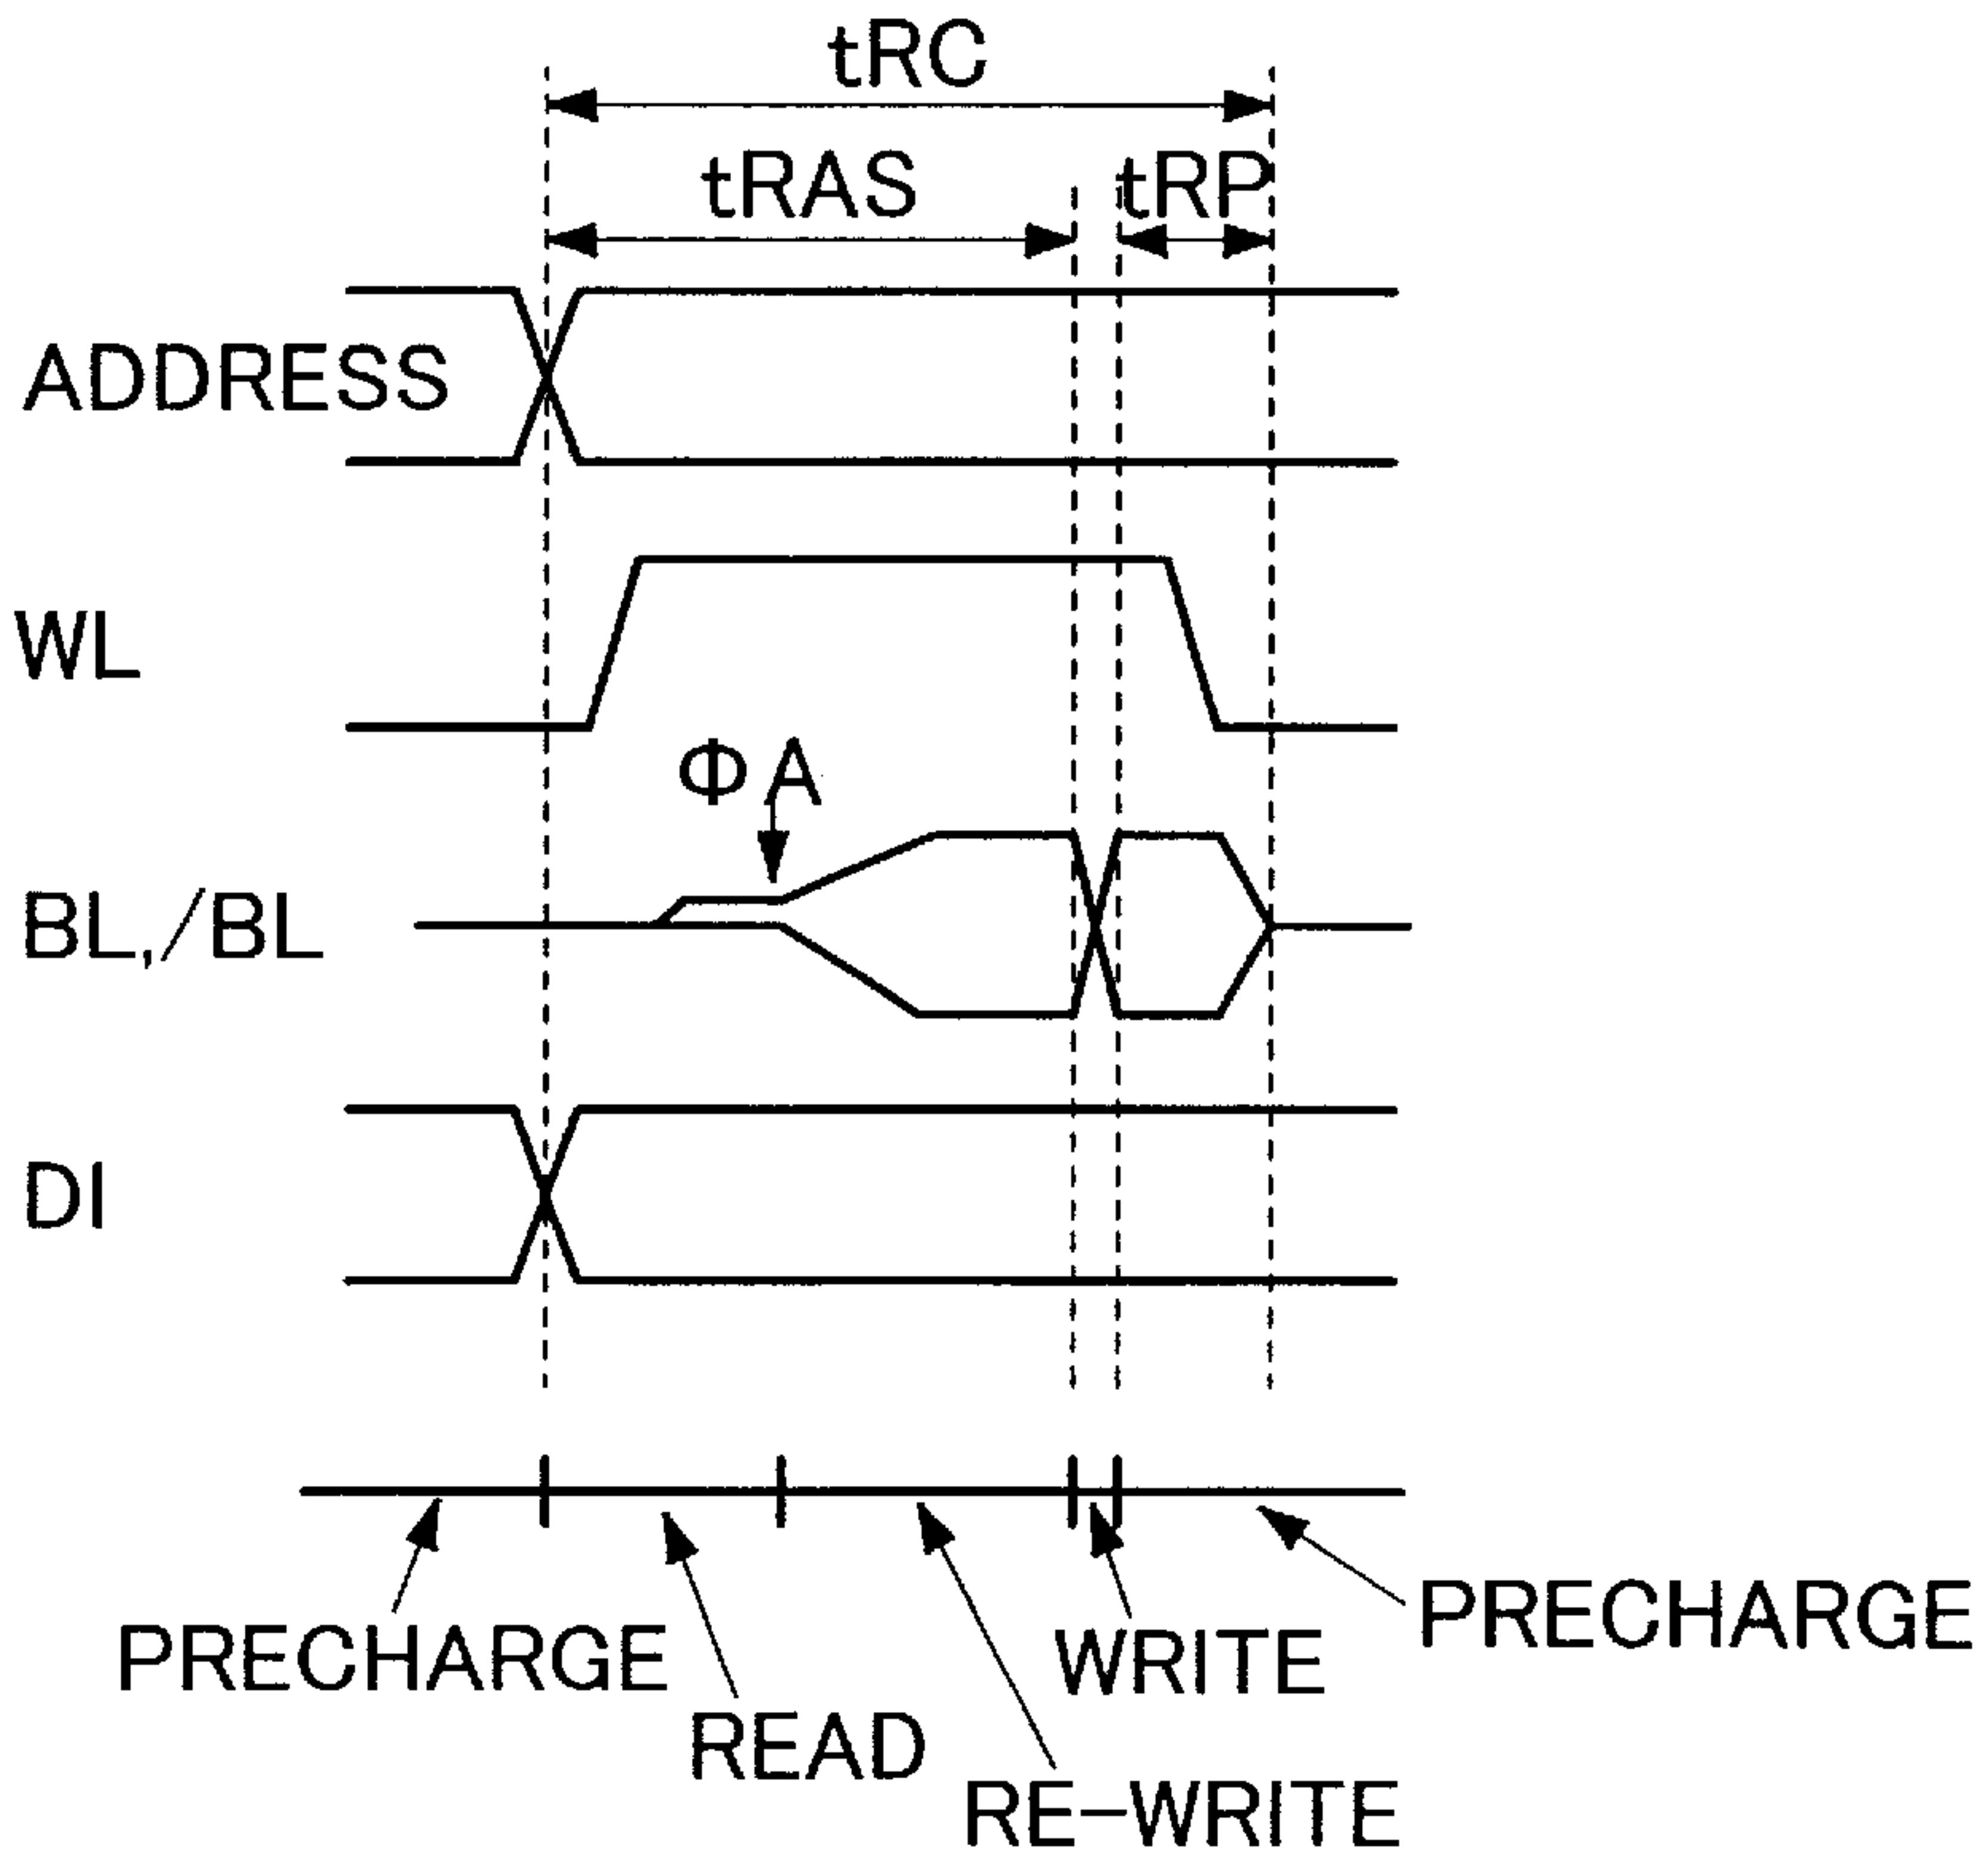 tRC
tRAS
tRP
ADDRESS
WL
ΦA
BL,/BL
DI
PRECHARGE
READ
RE-WRITE
WRITE
PRECHARGE